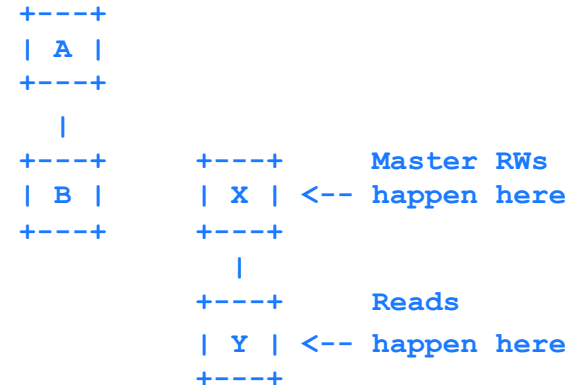 +---+
| A |
+---+
  |
+---+     +---+     Master RWs
| B |     | X | <-- happen here
+---+     +---+
            |
          +---+     Reads
          | Y | <-- happen here
          +---+